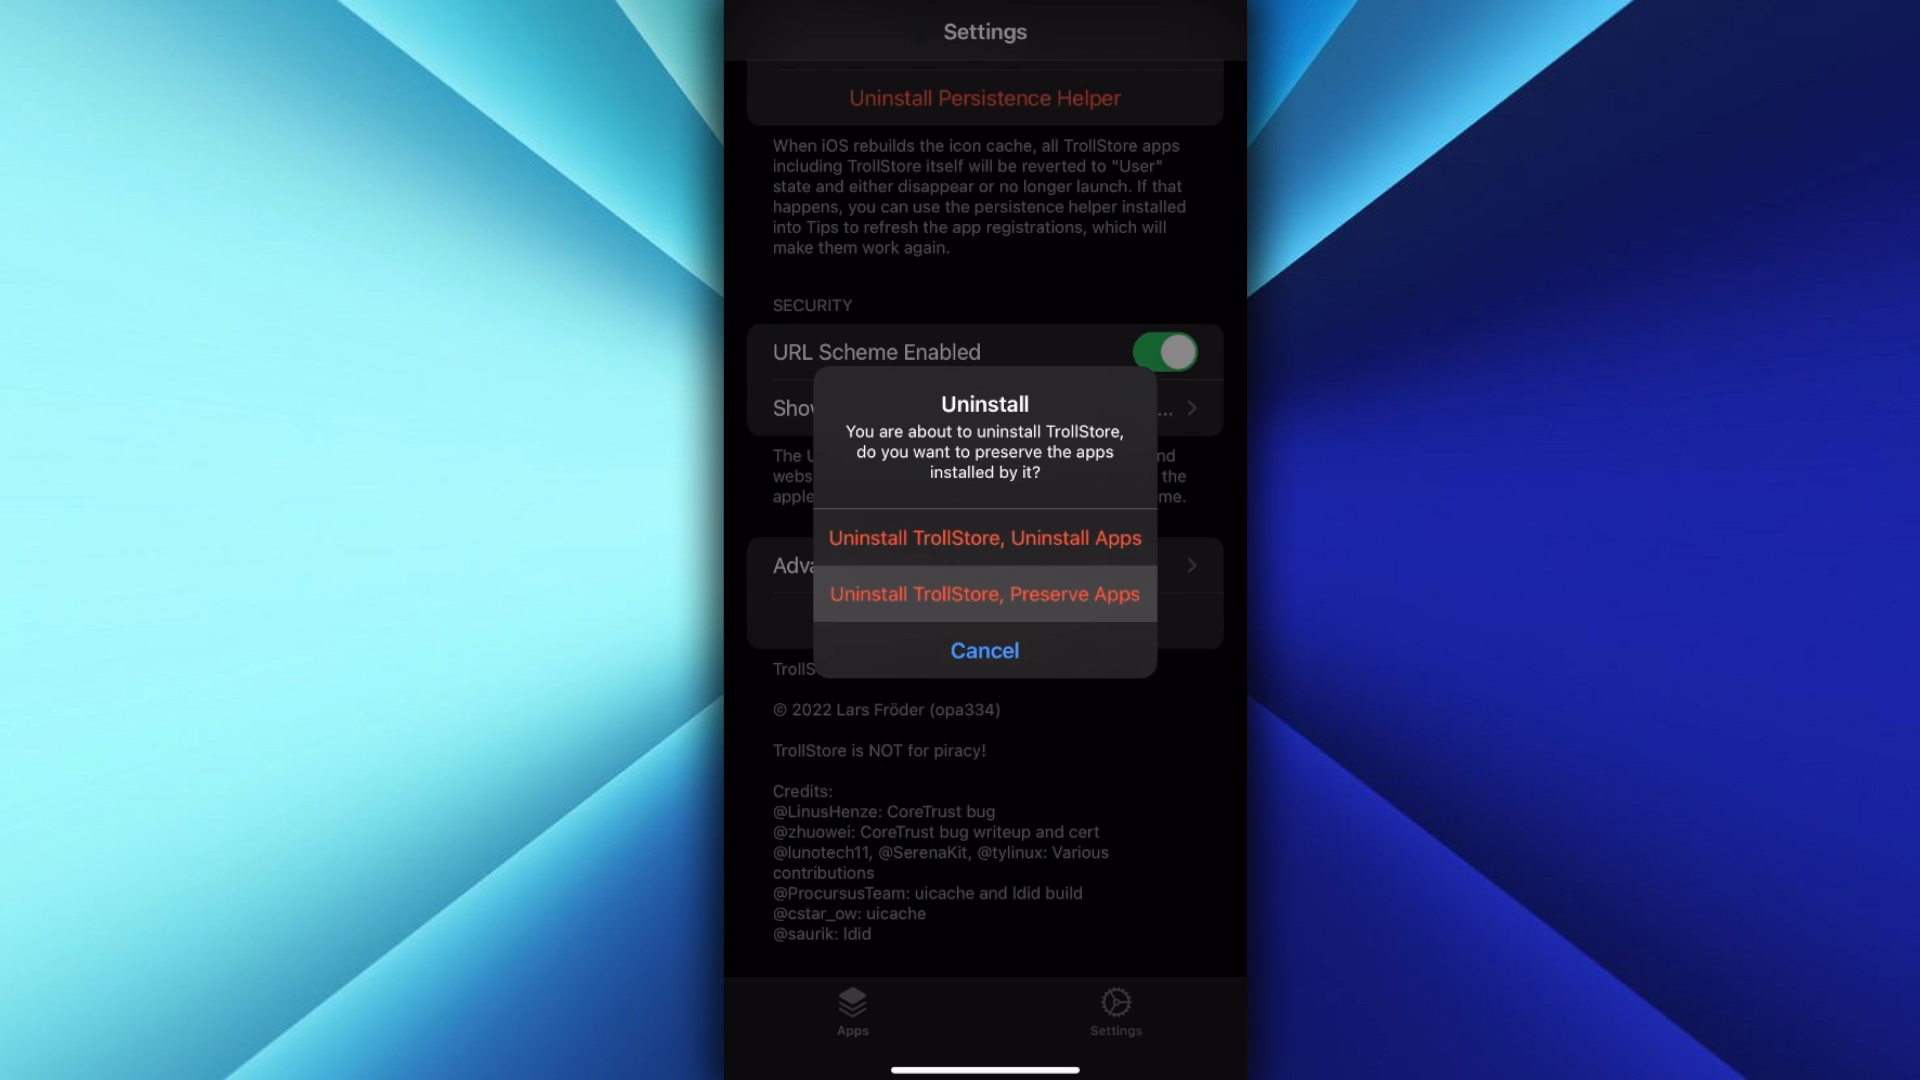 Settings
Uninstall Persistence Helper
When iOS rebuilds the icon cache, all TrollStore apps
including TrollStore itself will be reverted to "User"
state and either disappear or no longer launch. If that
happens, you can use the persistence helper installed
into Tips to refresh the app registrations, which will
make them work again.
SECURITY
URL Scheme Enabled
Uninstall
You are about to uninstall TrollStore,
do you want to preserve the apps
installed by it?
Uninstall TrollStore, Uninstall Apps
Uninstall TrollStore, Preserve Apps
Cancel
© 2022 Lars Fröder (opa334)
TrollStore is NOT for piracy!
Credits:
@LinusHenze: CoreTrust bug
@zhuowei: CoreTrust bug writeup and cert
@lunotech11, @SerenaKit, @tylinux: Various
contributions
@ProcursusTeam: uicache and ldid build
@cstar_ow: uicache
@saurik: ldid
Apps
Settings